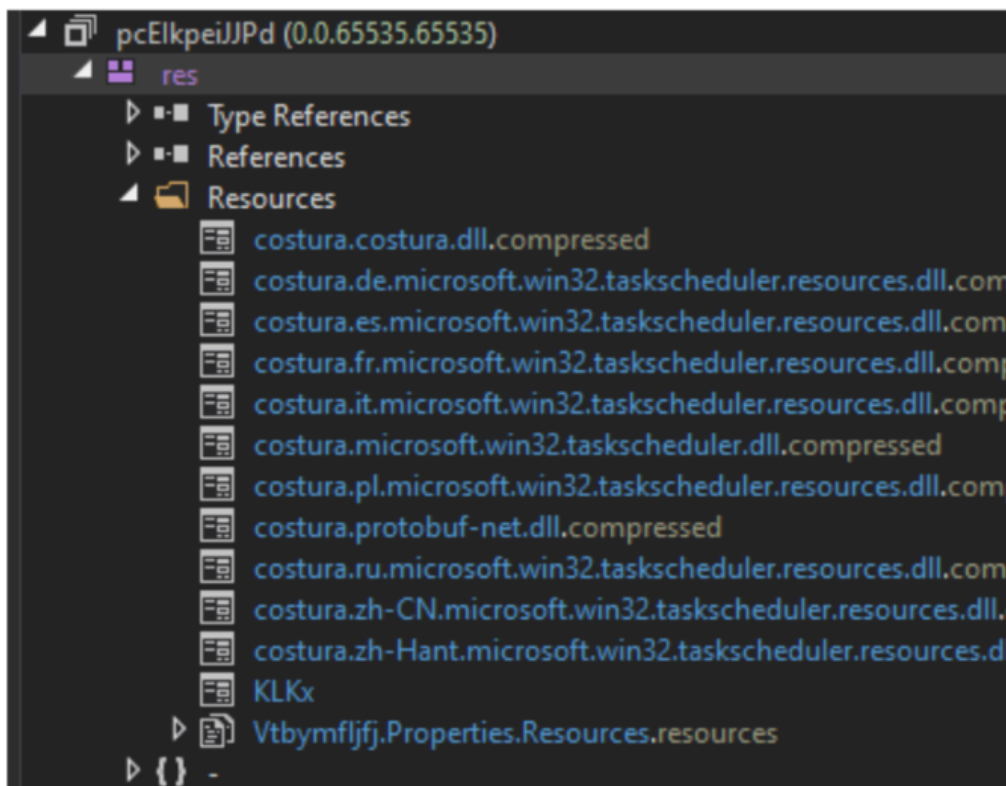 pcElkpeiJJPd (0.0.65535.65535)
res
Type References
References
Resources
costura.costura.dll.compressed
costura.de.microsoft.win32.taskscheduler.resources.dll.com
costura.es.microsoft.win32.taskscheduler.resources.dll.com
costura.fr.microsoft.win32.taskscheduler.resources.dll.comp
costura.it.microsoft.win32.taskscheduler.resources.dll.comp
costura.microsoft.win32.taskscheduler.dll.compressed
costura.pl.microsoft.win32.taskscheduler.resources.dll.com
costura.protobuf-net.dll.compressed
costura.ru.microsoft.win32.taskscheduler.resources.dll.com
costura.zh-CN.microsoft.win32.taskscheduler.resources.dll.
costura.zh-Hant.microsoft.win32.taskscheduler.resources.d
KLKx
Vtbymfljfj.Properties.Resources.resources
{ } -